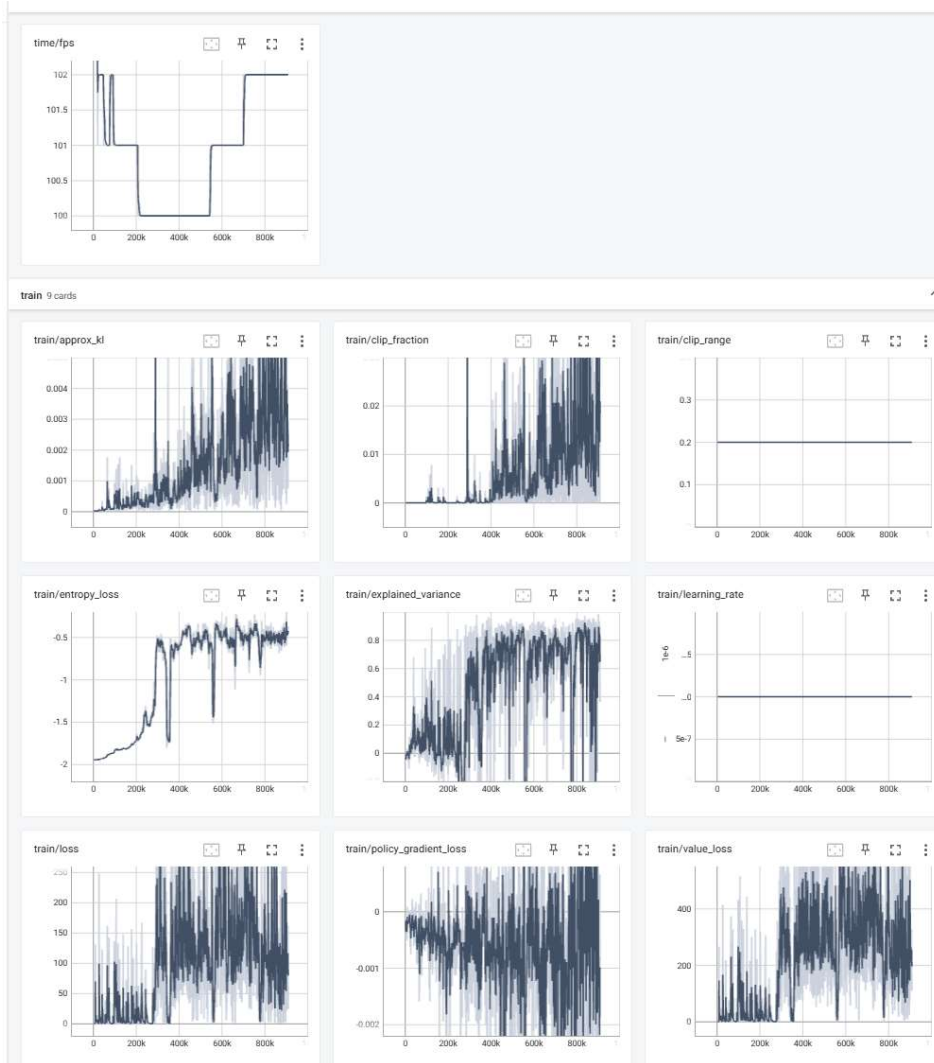 time/fps
102
101.5
101
100.5
100
0 200k 400k 600k 800k
train 9 cards
train/approx_kl
0.004
0.003
0.002
0.001
0
0 200k 400k 600k 800k
train/clip_fraction
0.02
0.01
0
0 200k 400k 600k 800k
train/clip_range
0.3
0.2
0.1
0 200k 400k 600k 800k
train/entropy_loss
-0.5
-1
-1.5
-2
0 200k 400k 600k 800k
train/explained_variance
0.8
0.6
0.4
0.2
0
0 200k 400k 600k 800k
train/learning_rate
1e-6
...5
...0
5e-7
0 200k 400k 600k 800k
train/loss
250
200
150
100
50
0
0 200k 400k 600k 800k
train/policy_gradient_loss
0
-0.001
-0.002
0 200k 400k 600k 800k
train/value_loss
400
200
0
0 200k 400k 600k 800k